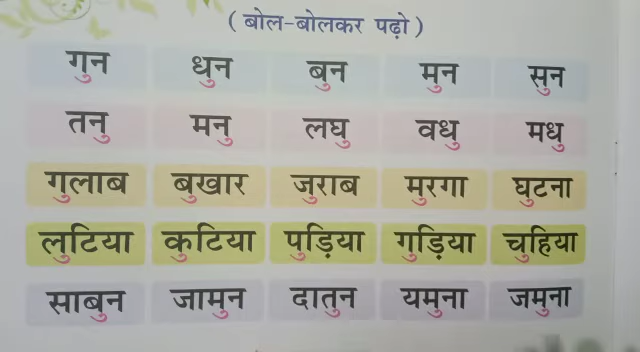 (बोल-बोलकर पढ़ो)
गुन धुन बुन मुन सुन
तनु मनु लघु वधु मधु
गुलाब बुखार जुराब मुरगा घुटना
लुटिया कुटिया पुड़िया गुड़िया चुहिया
साबुन जामुन दातुन यमुना जमुना